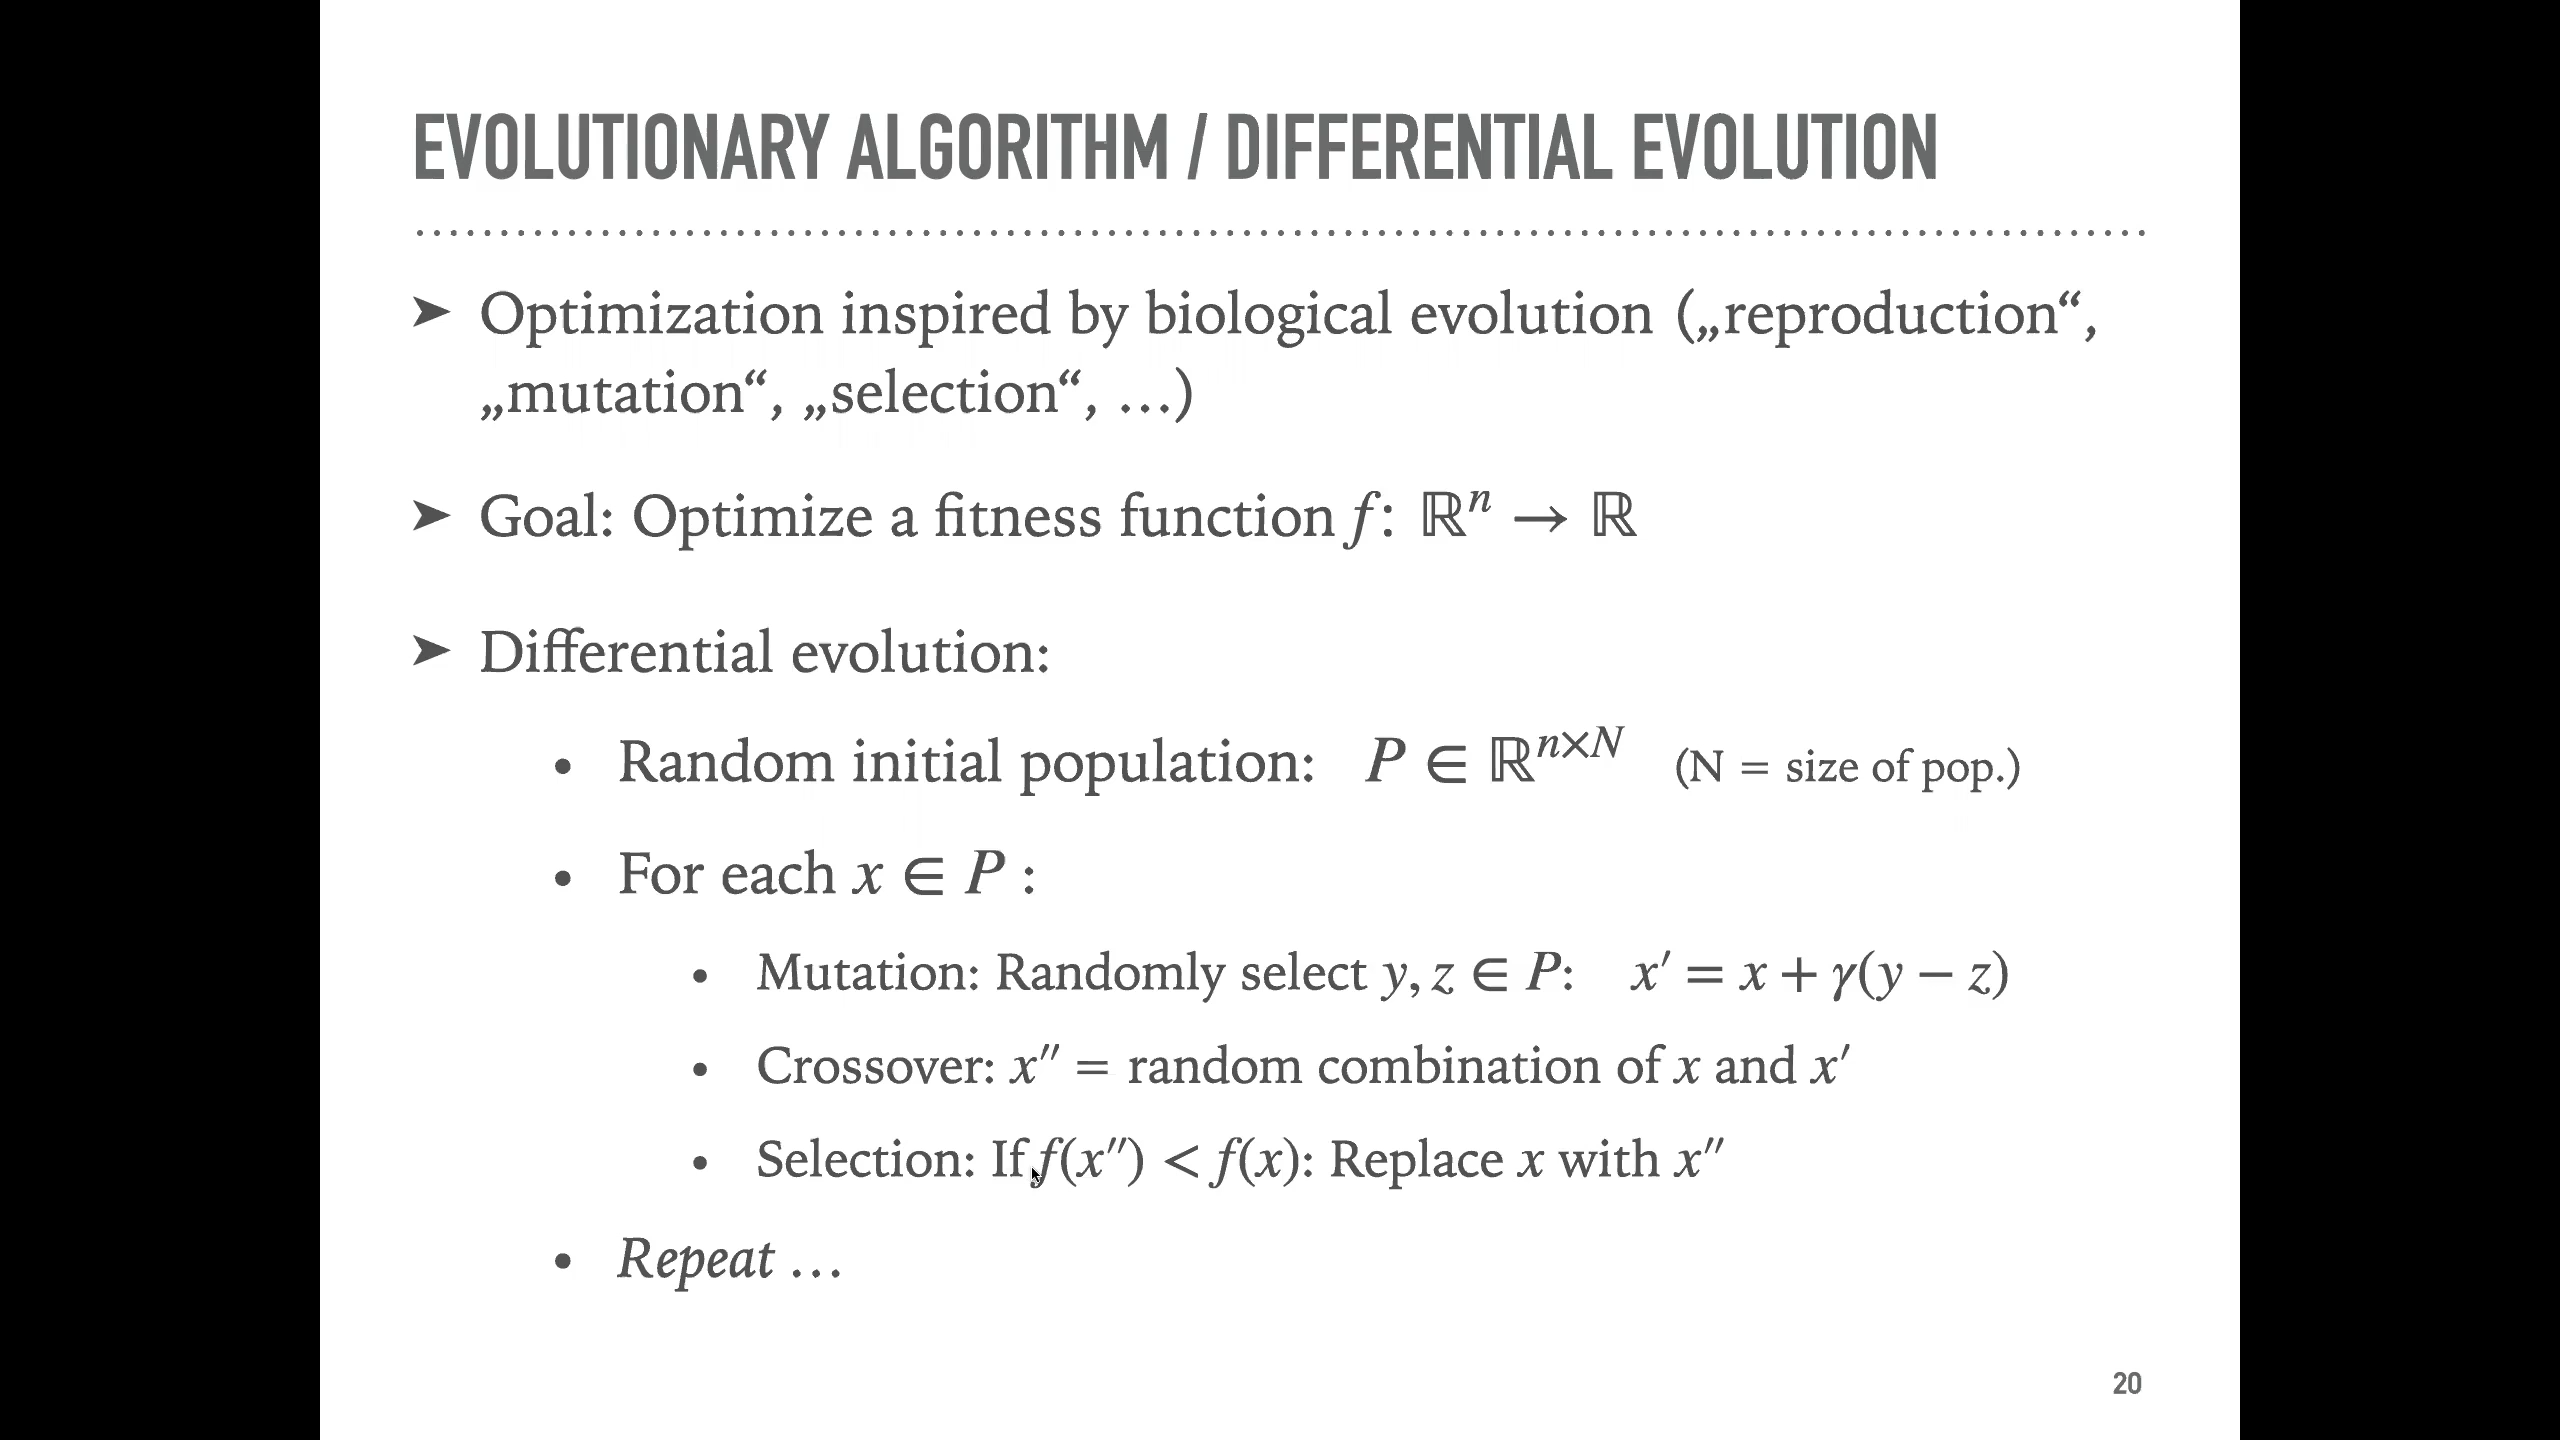 EVOLUTIONARY ALGORITHM / DIFFERENTIAL EVOLUTION
➤ Optimization inspired by biological evolution („reproduction“,
„mutation“, „selection“, …)
➤ Goal: Optimize a fitness function f: ℝⁿ → ℝ
➤ Differential evolution:
• Random initial population: P ∈ ℝ^{n×N} (N = size of pop.)
• For each x ∈ P :
• Mutation: Randomly select y, z ∈ P: x′ = x + γ(y − z)
• Crossover: x″ = random combination of x and x′
• Selection: If f(x″) < f(x): Replace x with x″
• Repeat …
20